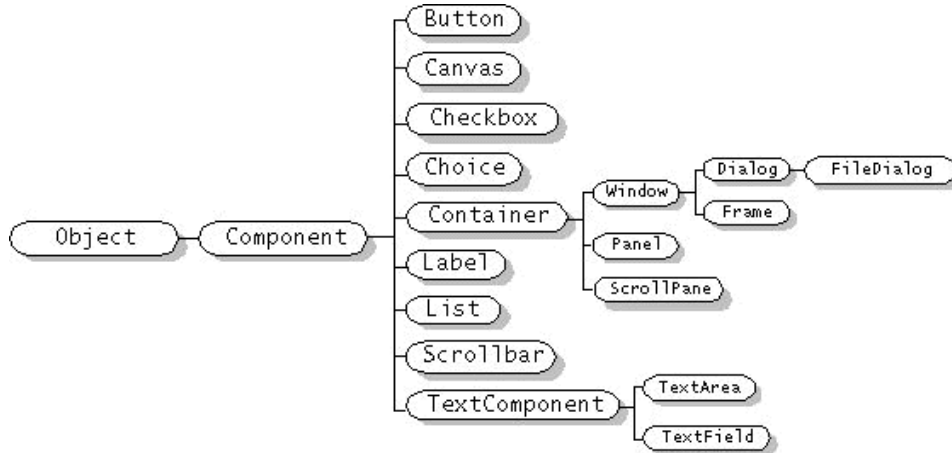 Button
Canvas
Checkbox
Choice
Dialog
FileDialog
Window
Container
Frame
Object
Component
Panel
Label
ScrollPane
List
Scrollbar
TextArea
TextComponent
TextField